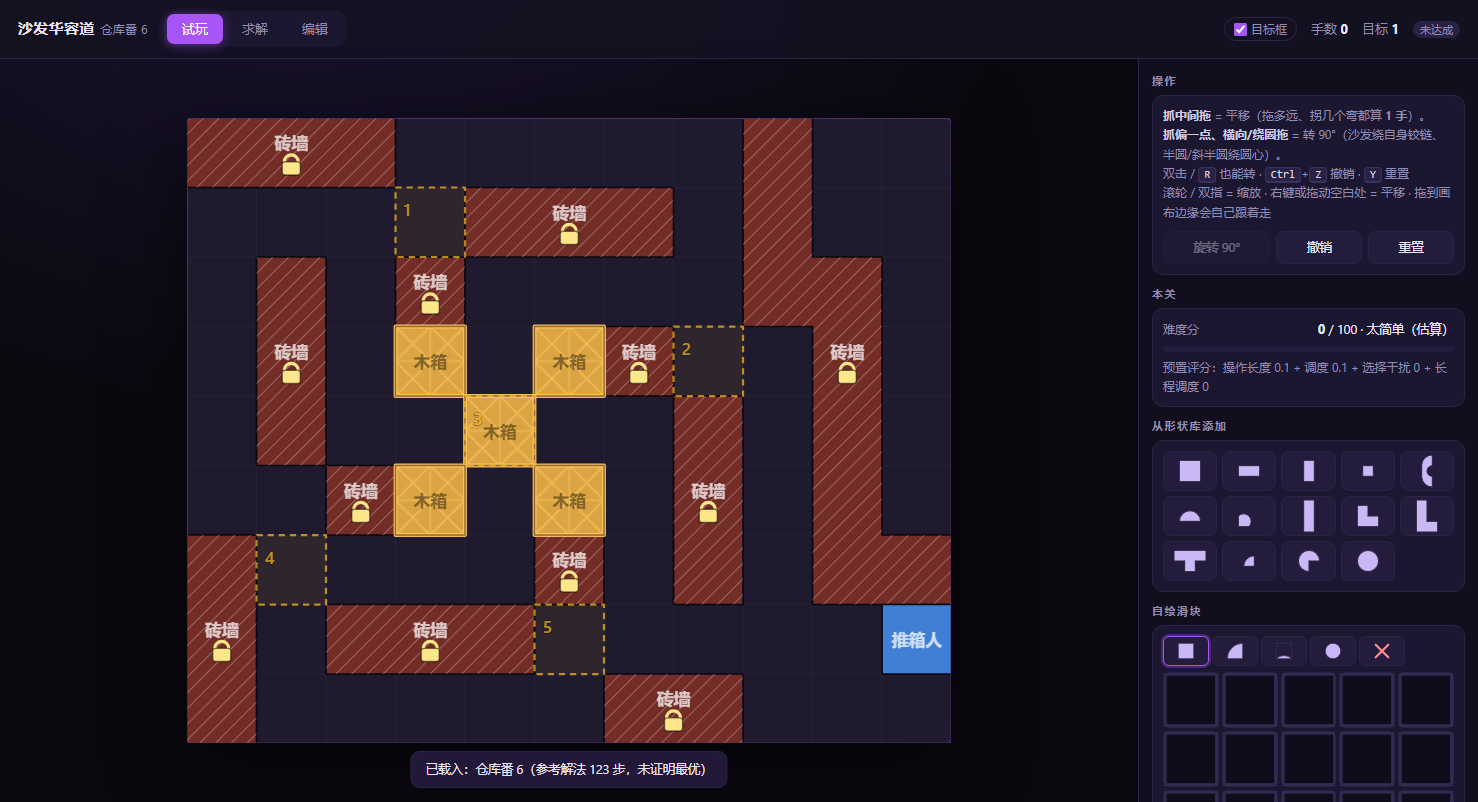 沙发华容道 仓库番 6 试玩 求解 编辑 目标框 手数 0 目标 1 未达成
砖墙
1
砖墙
砖墙
砖墙
木箱
木箱
砖墙
2
砖墙
3
木箱
砖墙
木箱
木箱
砖墙
4
砖墙
砖墙
砖墙
5
推箱人
砖墙
已载入：仓库番 6（参考解法 123 步，未证明最优）
操作
抓中间拖 = 平移（拖多远、拐几个弯都算 1 手）。
抓偏一点、横向/绕圆拖 = 转 90°（沙发绕自身铰链、
半圆/斜半圆绕圆心）。
双击 / R 也能转 · Ctrl+Z 撤销 · Y 重置
滚轮 / 双指 = 缩放 · 右键或拖动空白处 = 平移 · 拖到画
布边缘会自己跟着走
旋转 90° 撤销 重置
本关
难度分 0 / 100 · 太简单（估算）
预置评分：操作长度 0.1 + 调度 0.1 + 选择干扰 0 + 长
程调度 0
从形状库添加
自绘滑块